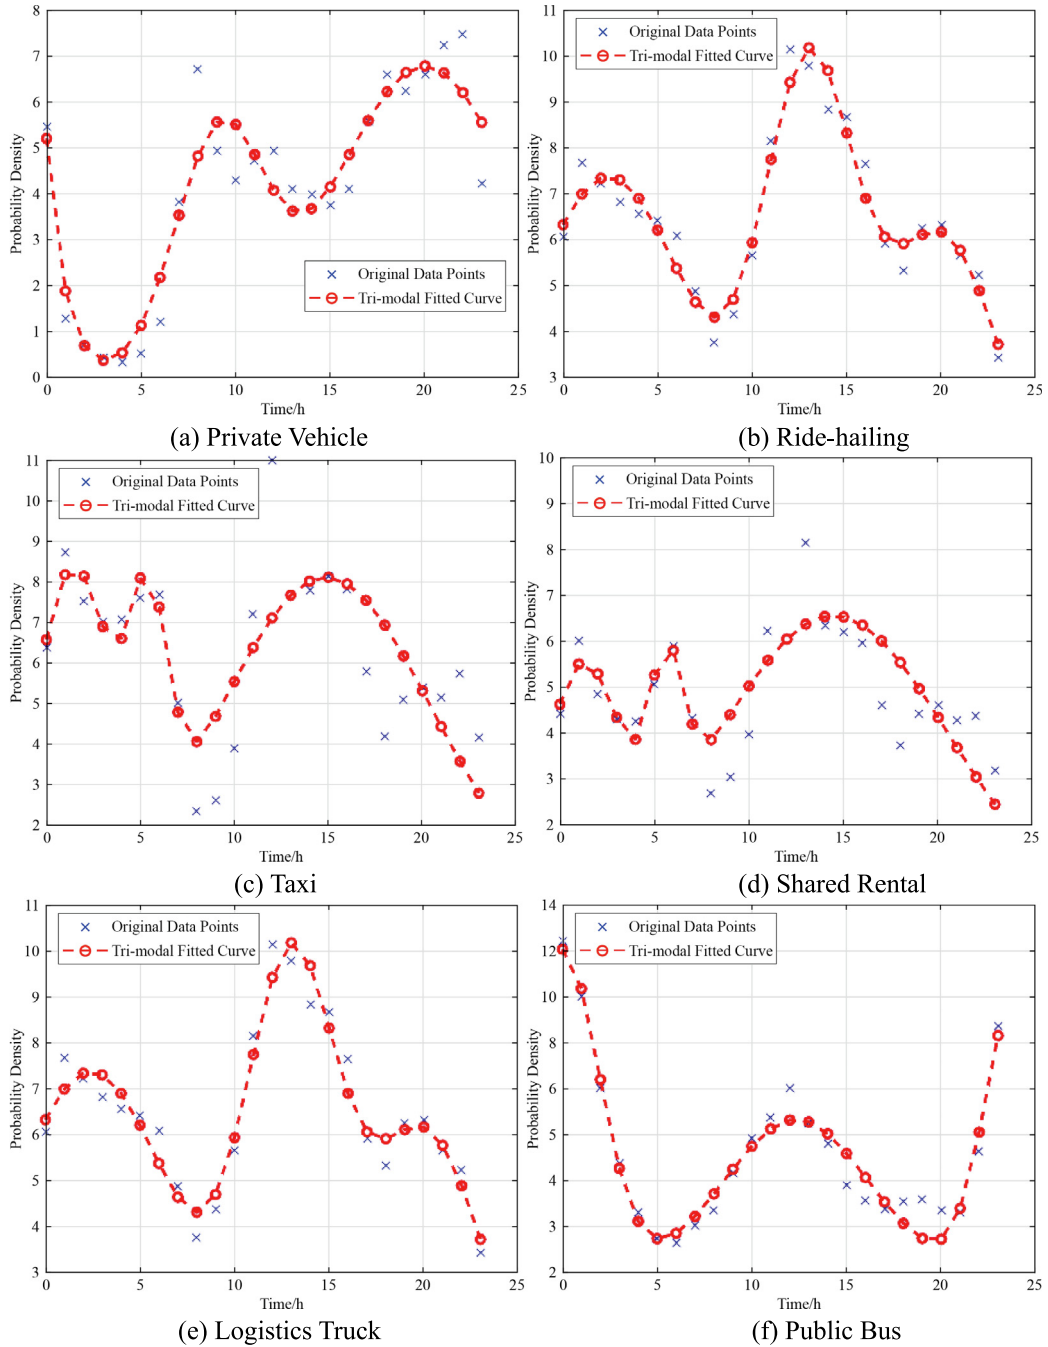 8
7
6
5
4
3
2
1
0
Probability Density
Original Data Points
Tri-modal Fitted Curve
0 5 10 15 20 25
Time/h
(a) Private Vehicle
11
10
9
8
7
6
5
4
3
Probability Density
Original Data Points
Tri-modal Fitted Curve
0 5 10 15 20 25
Time/h
(b) Ride-hailing
11
10
9
8
7
6
5
4
3
2
Probability Density
Original Data Points
Tri-modal Fitted Curve
0 5 10 15 20 25
Time/h
(c) Taxi
10
9
8
7
6
5
4
3
2
Probability Density
Original Data Points
Tri-modal Fitted Curve
0 5 10 15 20 25
Time/h
(d) Shared Rental
11
10
9
8
7
6
5
4
3
Probability Density
Original Data Points
Tri-modal Fitted Curve
0 5 10 15 20 25
Time/h
(e) Logistics Truck
14
12
10
8
2
Probability Density
Original Data Points
Tri-modal Fitted Curve
0 5 10 15 20 25
Time/h
(f) Public Bus